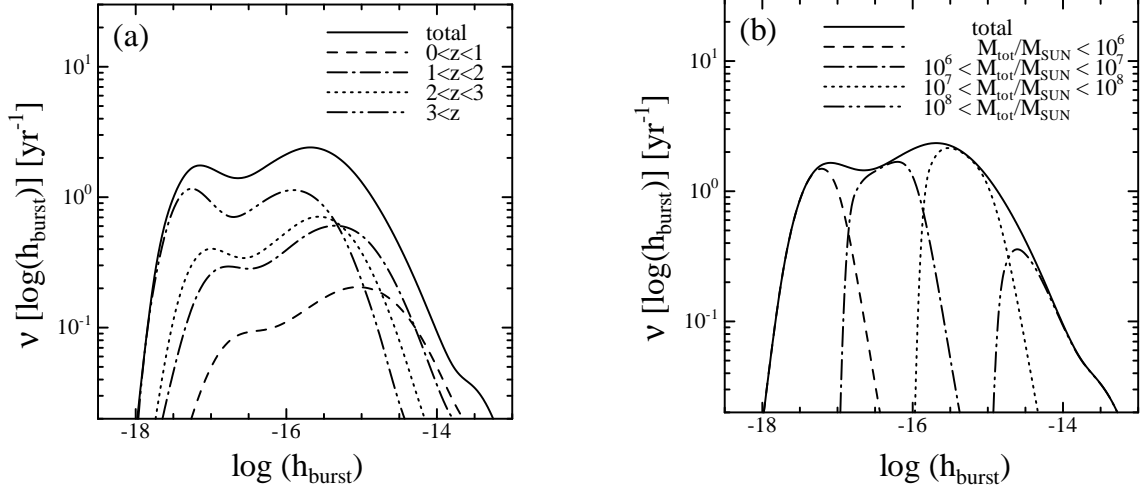 (a)
total
0<z<1
1<z<2
2<z<3
3<z
10^1
10^0
10^-1
ν [log(h_burst)] [yr^-1]
-18
-16
-14
log (h_burst)
(b)
total
M_tot/M_SUN < 10^6
10^6 < M_tot/M_SUN < 10^7
10^7 < M_tot/M_SUN < 10^8
10^8 < M_tot/M_SUN
10^1
10^0
10^-1
ν [log(h_burst)] [yr^-1]
-18
-16
-14
log (h_burst)